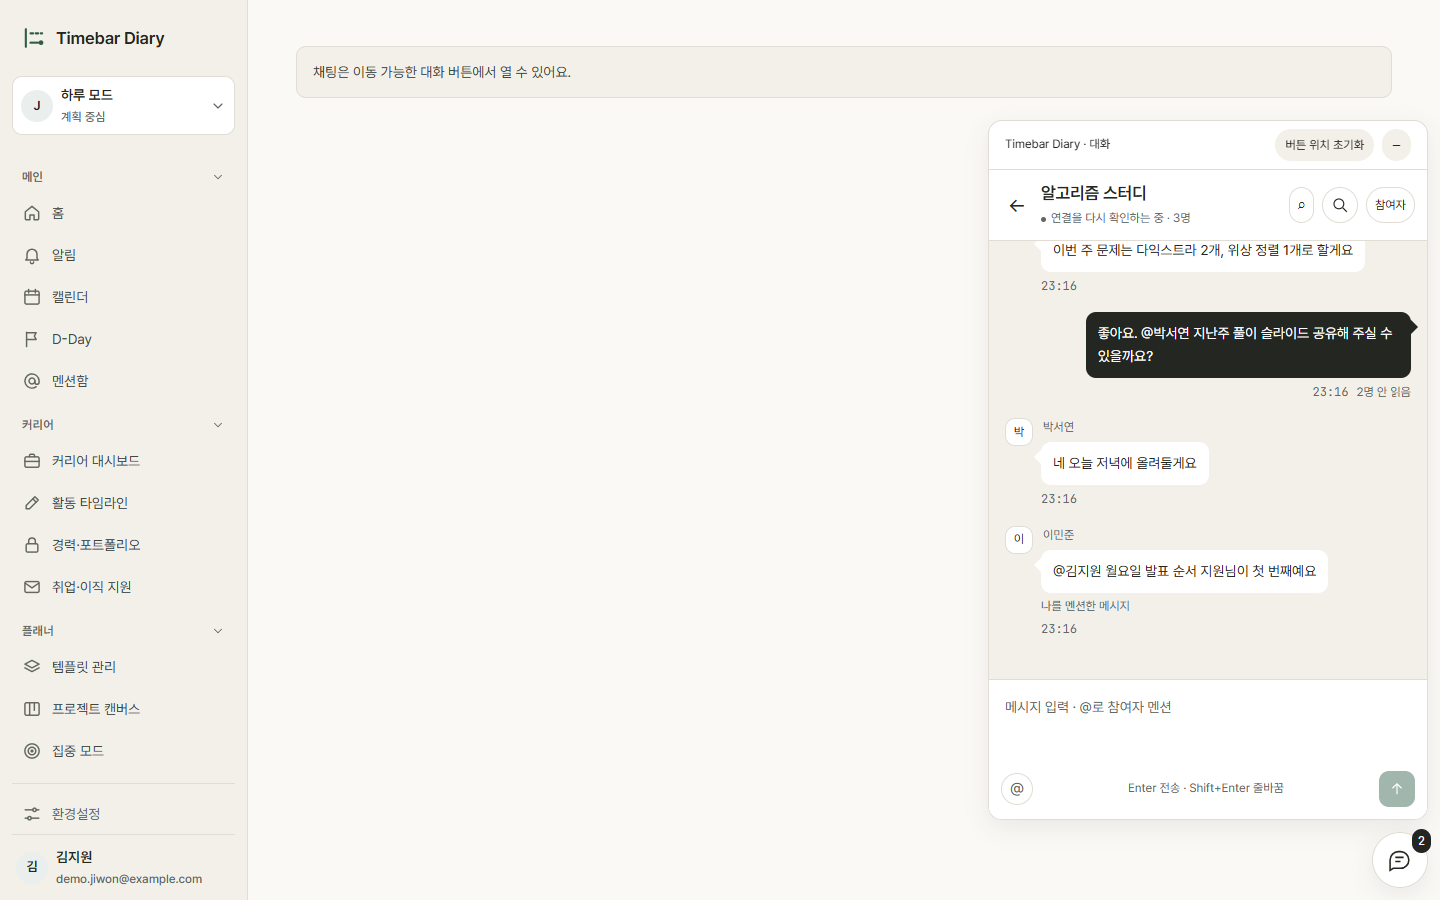 Timebar Diary
J
하루 모드
계획 중심
메인
홈
알림
캘린더
D-Day
멘션함
커리어
커리어 대시보드
활동 타임라인
경력·포트폴리오
취업·이직 지원
플래너
템플릿 관리
프로젝트 캔버스
집중 모드
환경설정
김
김지원
demo.jiwon@example.com
채팅은 이동 가능한 대화 버튼에서 열 수 있어요.
Timebar Diary · 대화
버튼 위치 초기화
−
알고리즘 스터디
연결을 다시 확인하는 중 · 3명
⌕
참여자
이번 주 문제는 다익스트라 2개, 위상 정렬 1개로 할게요
23:16
좋아요. @박서연 지난주 풀이 슬라이드 공유해 주실 수
있을까요?
23:16 2명 안 읽음
박
박서연
네 오늘 저녁에 올려둘게요
23:16
이
이민준
@김지원 월요일 발표 순서 지원님이 첫 번째예요
나를 멘션한 메시지
23:16
메시지 입력 · @로 참여자 멘션
@
Enter 전송 · Shift+Enter 줄바꿈
2